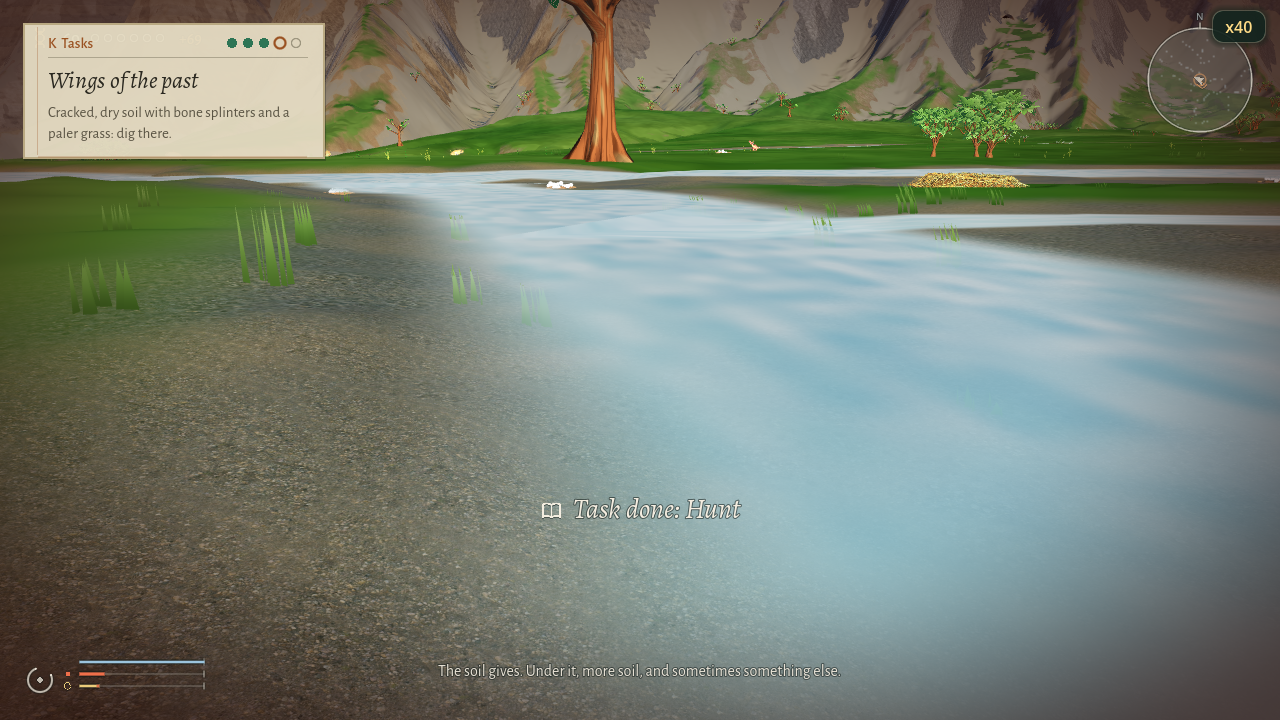 K Tasks
Wings of the past
Cracked, dry soil with bone splinters and a
paler grass: dig there.
N
x40
Task done: Hunt
The soil gives. Under it, more soil, and sometimes something else.